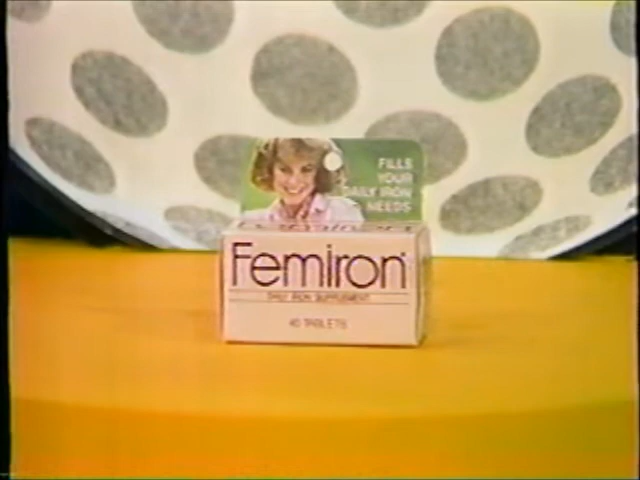 FILLS
YOUR
DAILY IRON
NEEDS
Femiron
DAILY IRON SUPPLEMENT
40 TABLETS